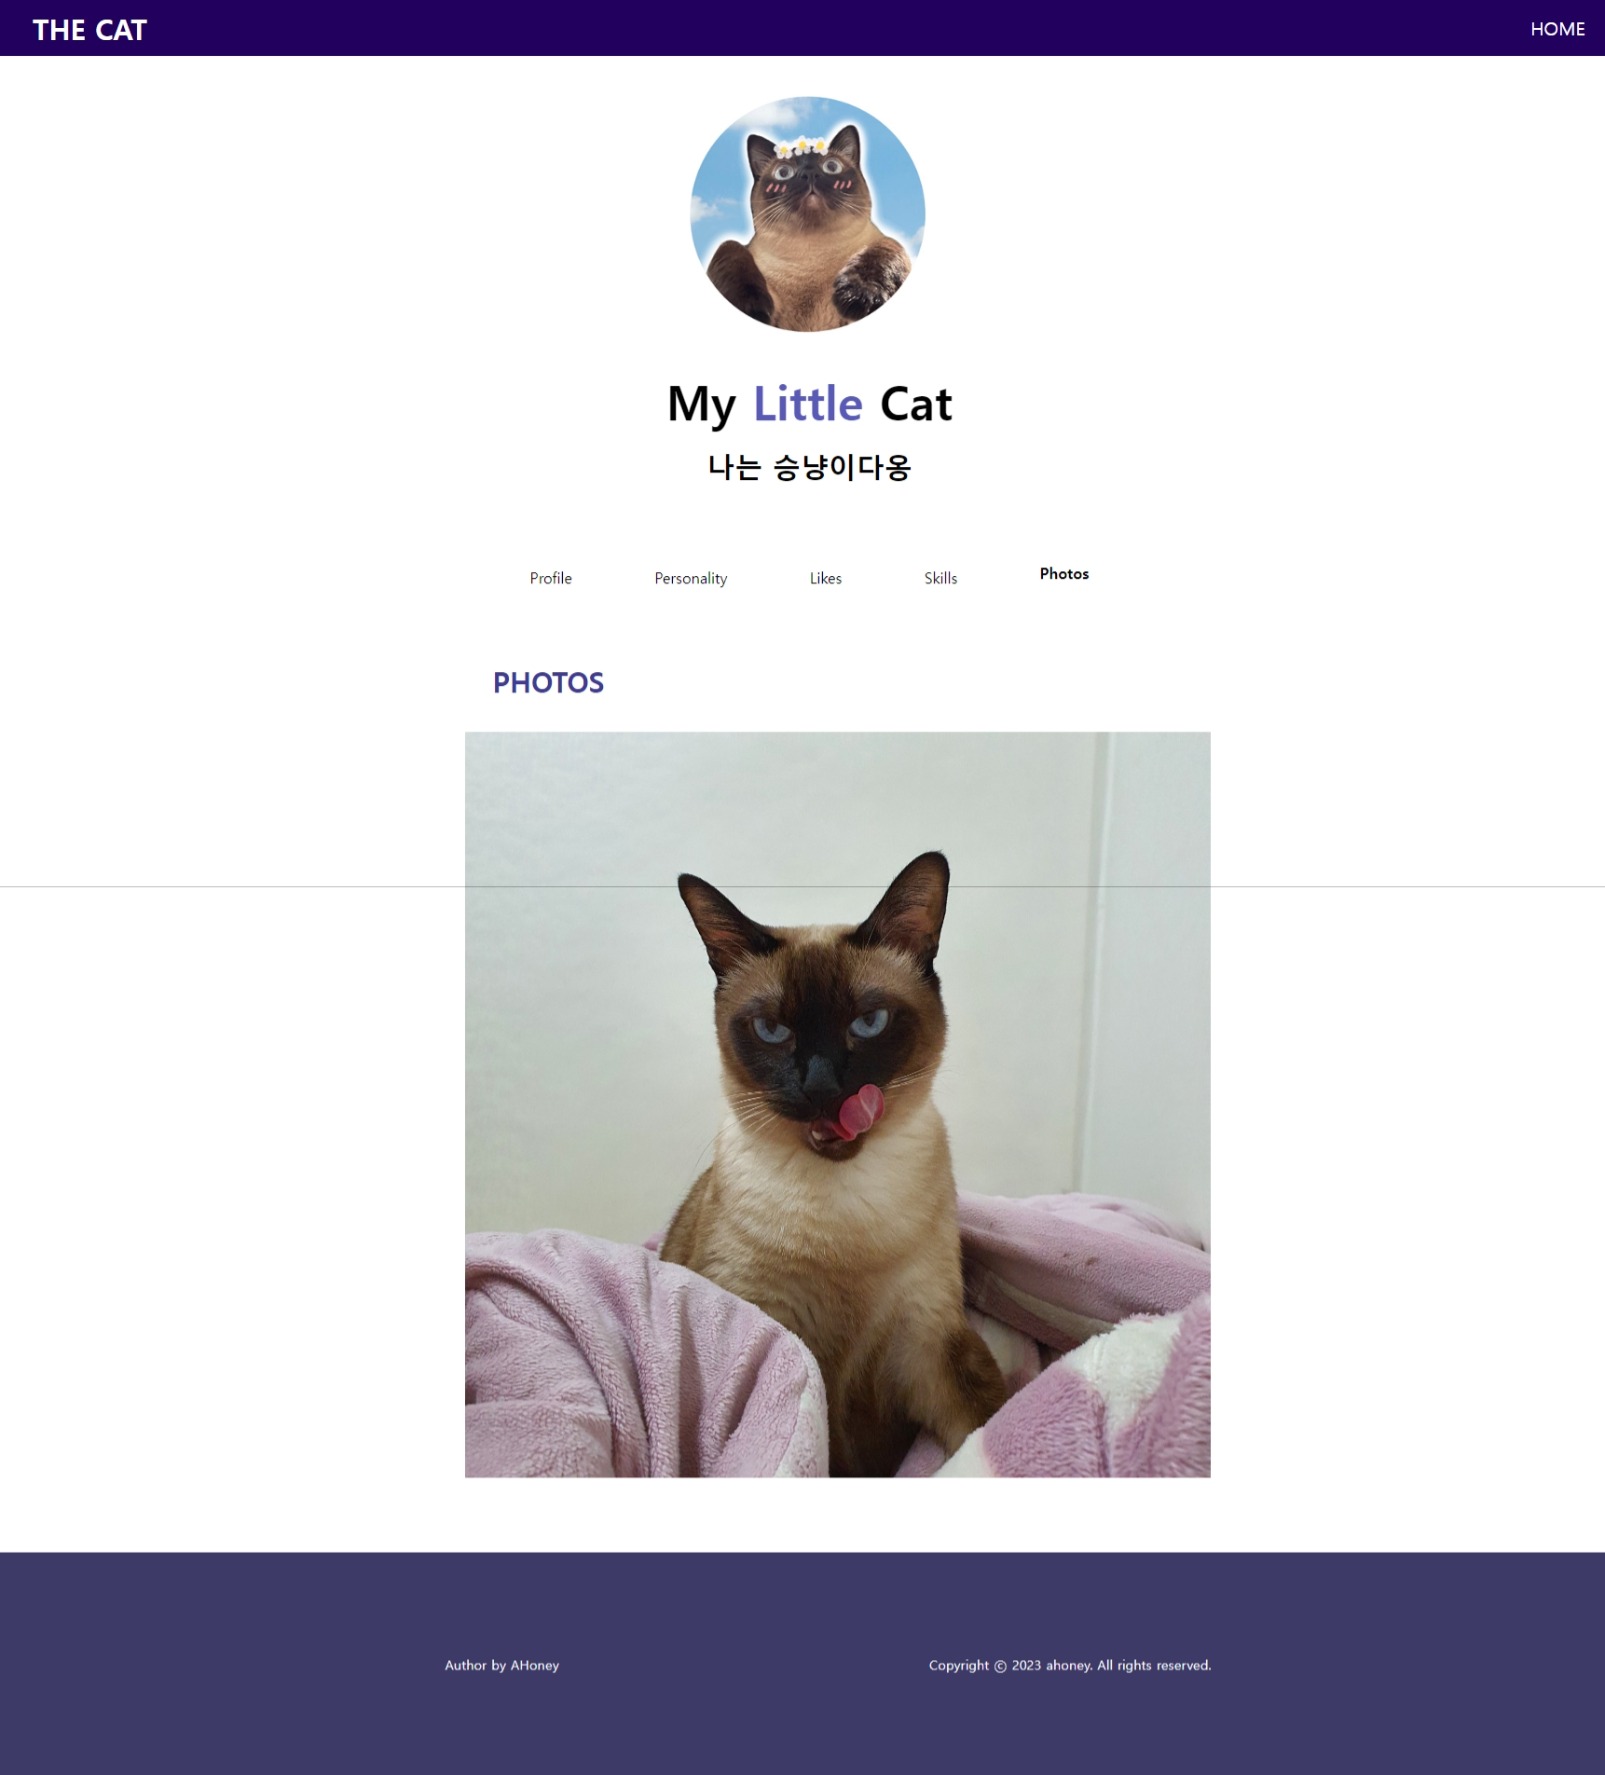 THE CAT
HOME
My Little Cat
나는 승냥이다옹
Profile
Personality
Likes
Skills
Photos
PHOTOS
Author by AHoney
Copyright ⓒ 2023 ahoney. All rights reserved.